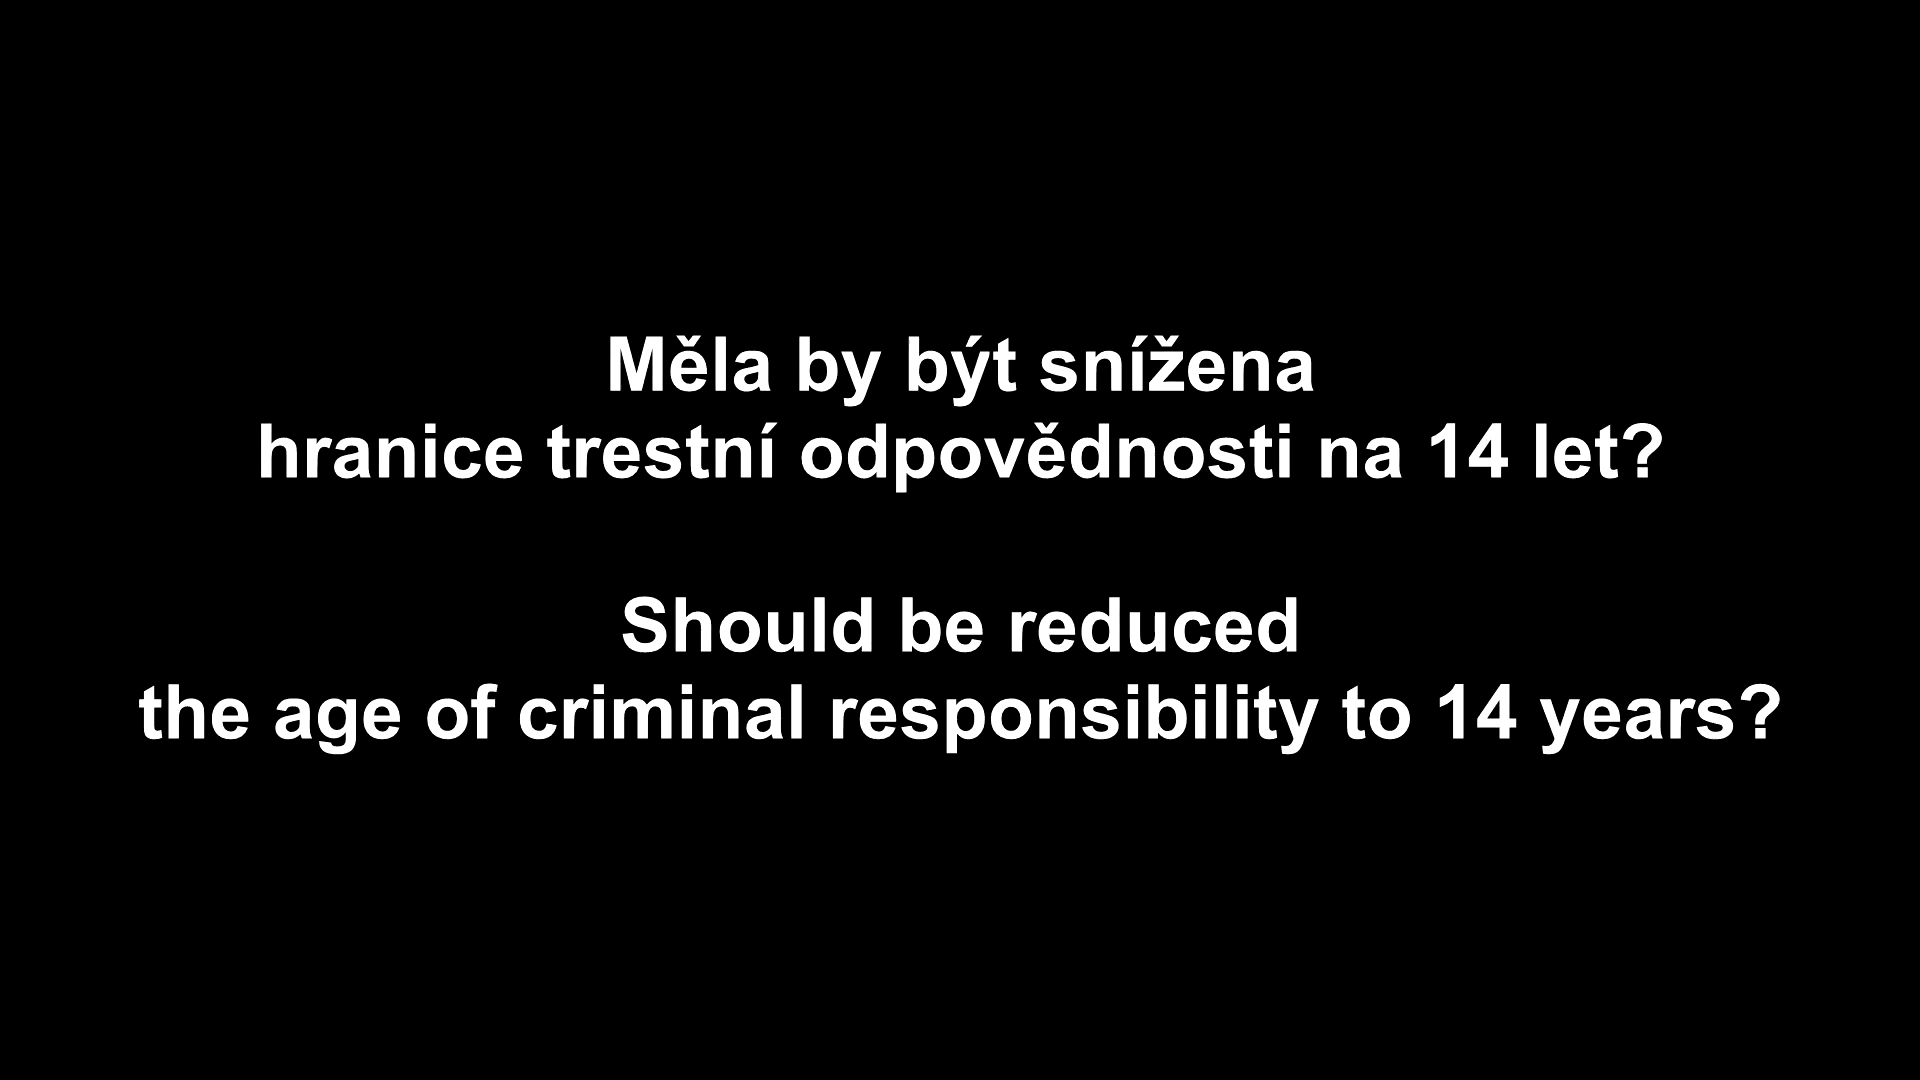 Měla by být snížena
hranice trestní odpovědnosti na 14 let?
Should be reduced
the age of criminal responsibility to 14 years?